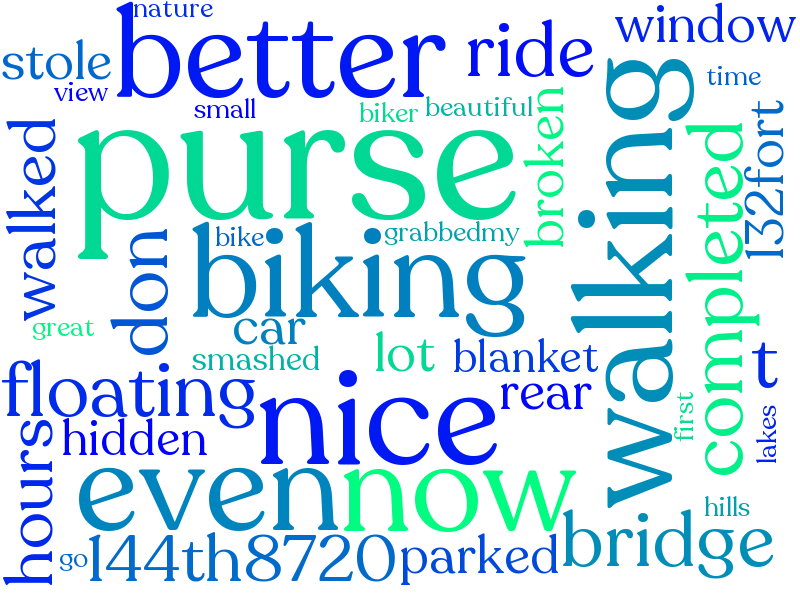 nature
better
ride
window
stole
view
small
biker
beautiful
time
purse
walking
broken
completed
132fort
walked
don
bike
biking
grabbedmy
great
car
smashed
lot
blanket
t
floating
nice
rear
first
lakes
hidden
hours
even
now
hills
go
144th8720
parked
bridge